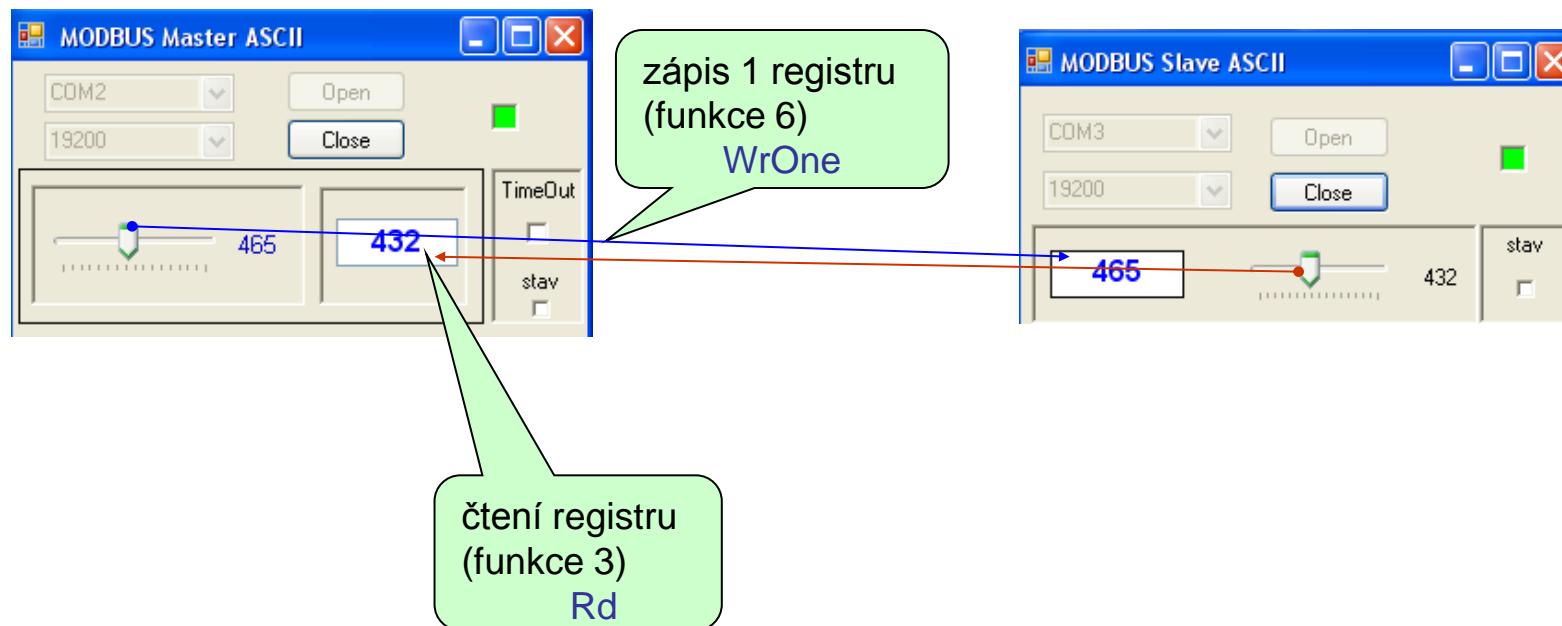 MODBUS Master ASCII
COM2
Open
19200
Close
465
432
TimeOut
stav
zápis 1 registru
(funkce 6)
WrOne
MODBUS Slave ASCII
COM3
Open
19200
Close
465
432
stav
čtení registru
(funkce 3)
Rd